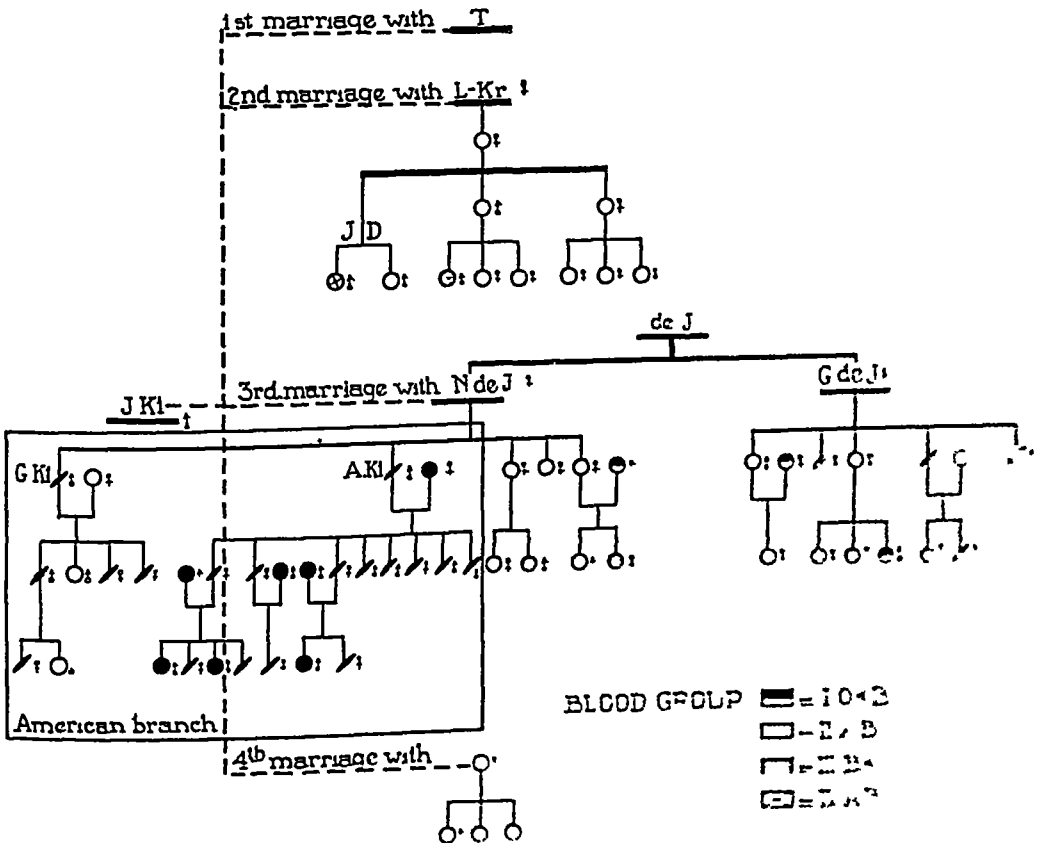 1st marriage with T
2nd marriage with L-Kr
J D
de J
3rd marriage with N de J
G de J
J Kl
G Kl
A.Kl
American branch
4th marriage with
BLOOD GROUP